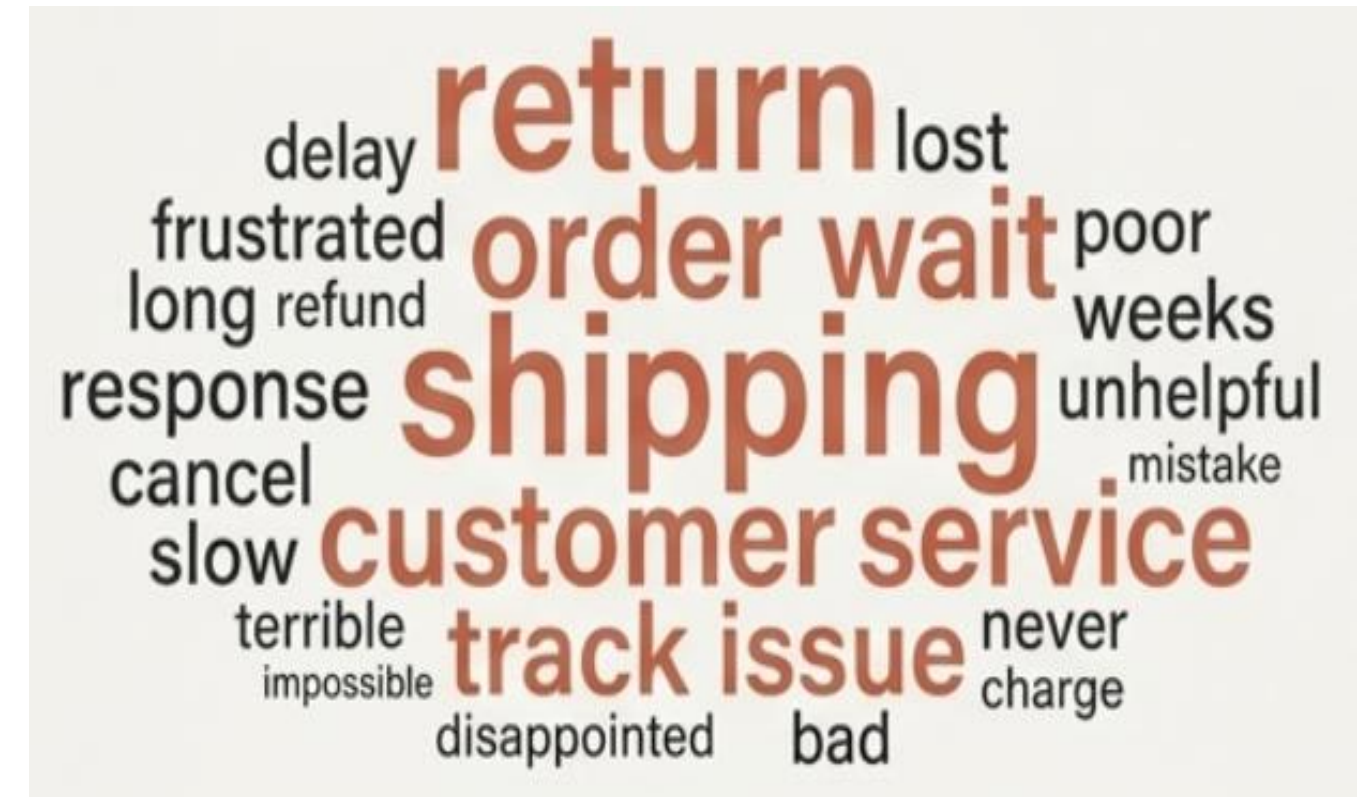 return
delay lost
frustrated order wait poor
long refund weeks
response shipping unhelpful
cancel mistake
slow customer service
terrible track issue never
impossible charge
disappointed bad